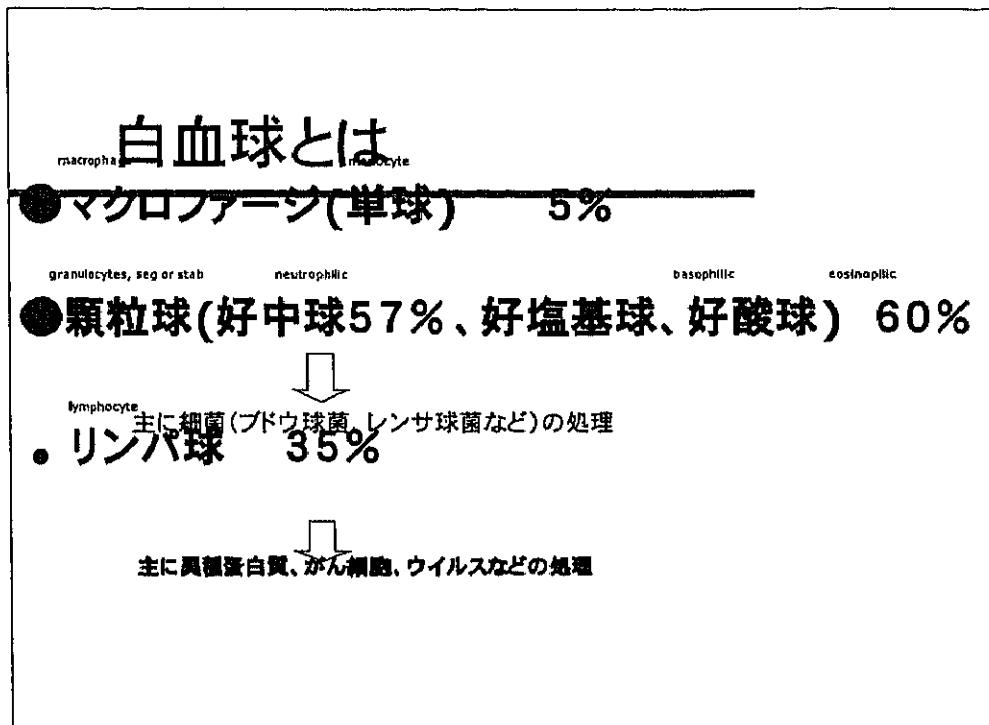 白血球とは
macrophage monocyte
●マクロファージ(単球) 5%
granulocytes, seg or stab neutrophilic basophilic eosinopilic
●顆粒球(好中球57%、好塩基球、好酸球) 60%
主に細菌(ブドウ球菌、レンサ球菌など)の処理
lymphocyte
・リンパ球 35%
主に異種蛋白質、がん細胞、ウイルスなどの処理